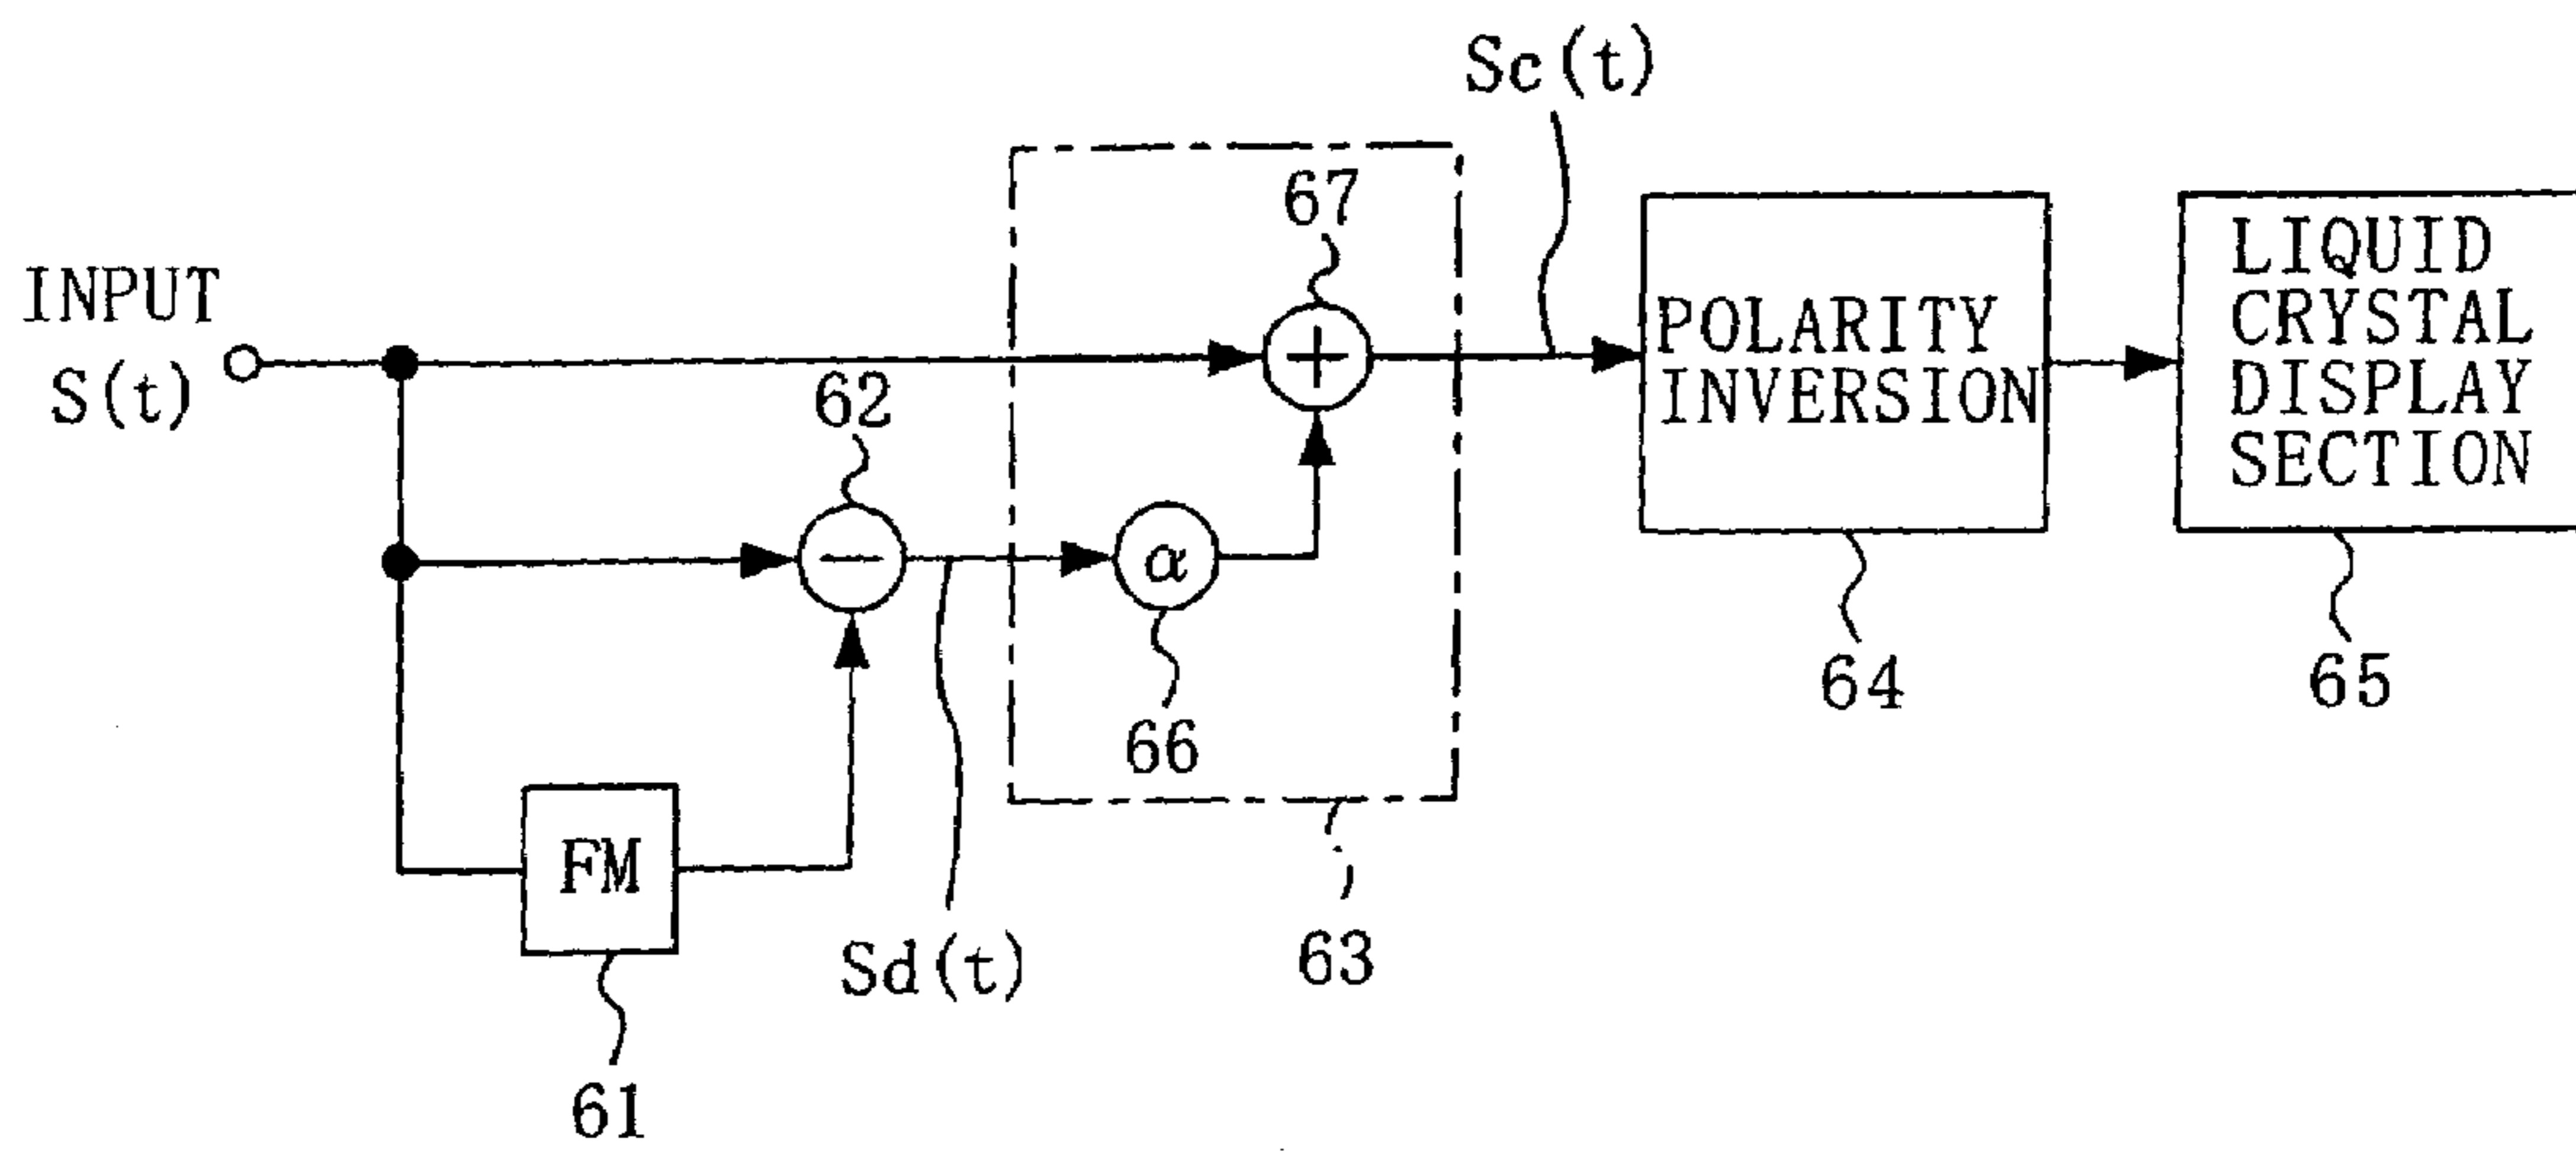 Sc(t)
67
INPUT
S(t)
62
+
POLARITY
INVERSION
LIQUID
CRYSTAL
DISPLAY
SECTION
−
α
66
64
65
FM
Sd(t)
63
61